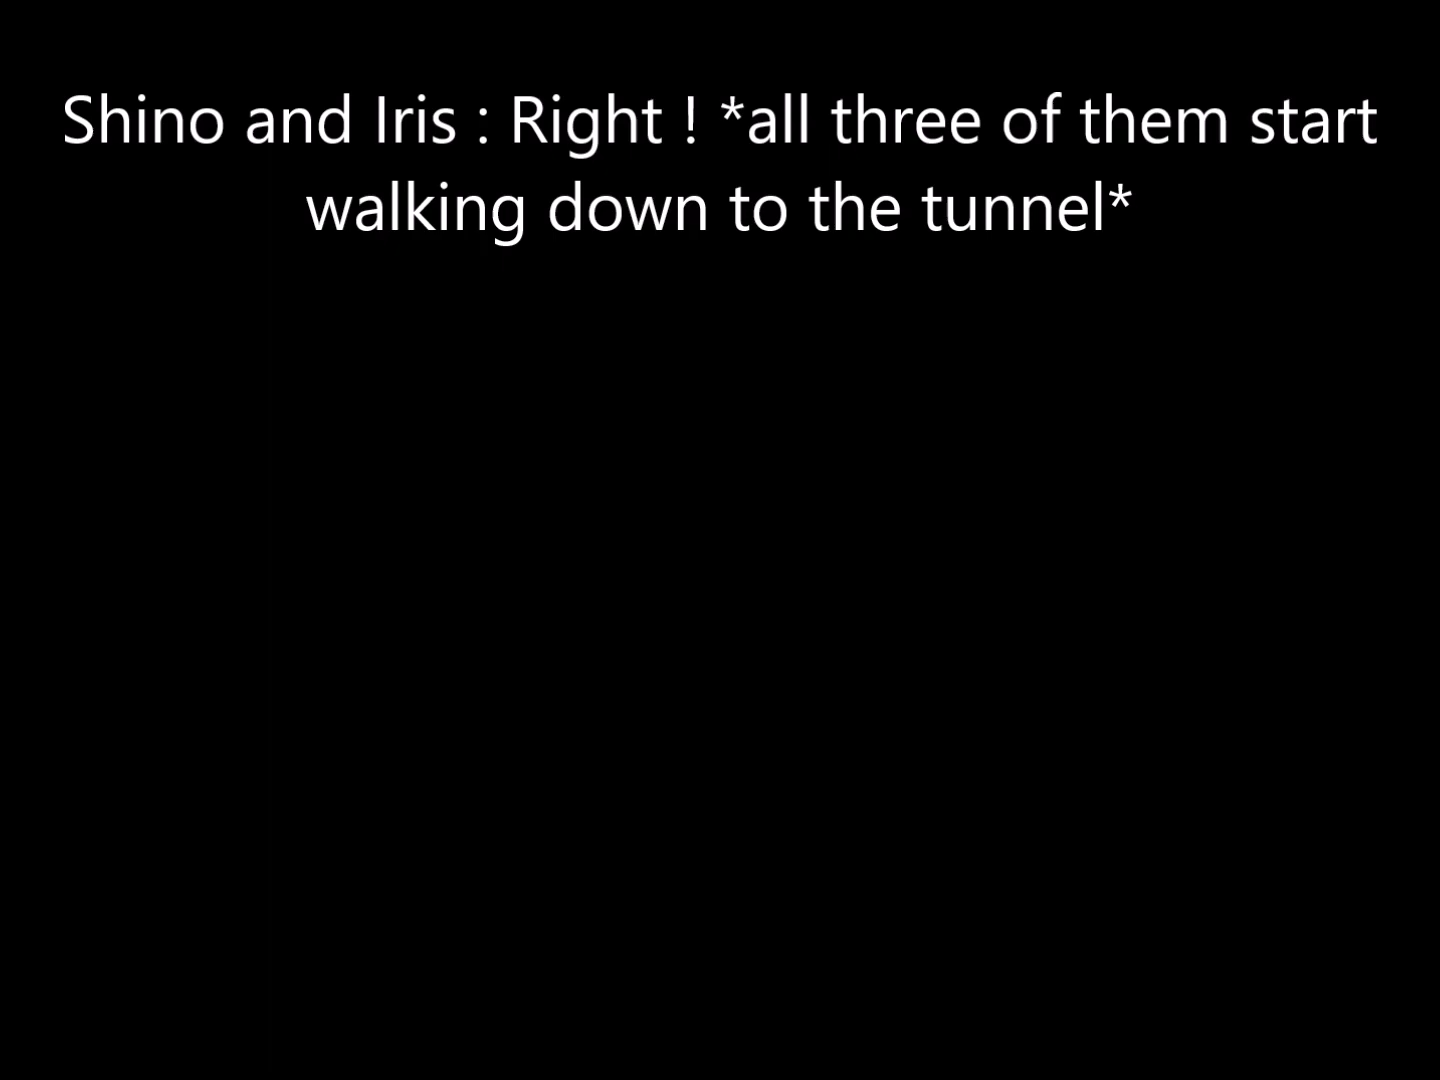 Shino and Iris : Right ! *all three of them start
walking down to the tunnel*